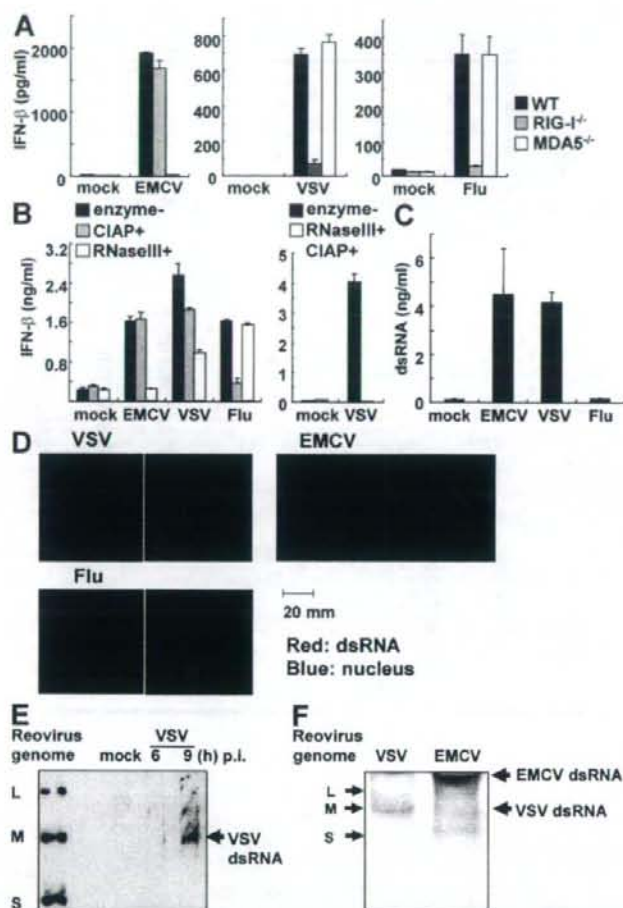 A
IFN-β (pg/ml)
2000
1000
0
mock EMCV
800
600
400
200
0
VSV
400
300
200
100
0
mock Flu
WT
RIG-I-/-
MDA5-/-
B
enzyme-
CIAP+
RNaseIII+
IFN-β (ng/ml)
3.2
2.4
1.6
0.8
mock EMCV VSV Flu
enzyme-
RNaseIII+
CIAP+
5
4
3
2
1
0
mock VSV
C
dsRNA (ng/ml)
6
4
2
0
mock EMCV VSV Flu
D
VSV
EMCV
Flu
20 mm
Red: dsRNA
Blue: nucleus
E
Reovirus
genome
VSV
mock 6 9 (h) p.i.
L
M
S
VSV
dsRNA
F
Reovirus
genome
VSV EMCV
L
M
S
EMCV dsRNA
VSV dsRNA